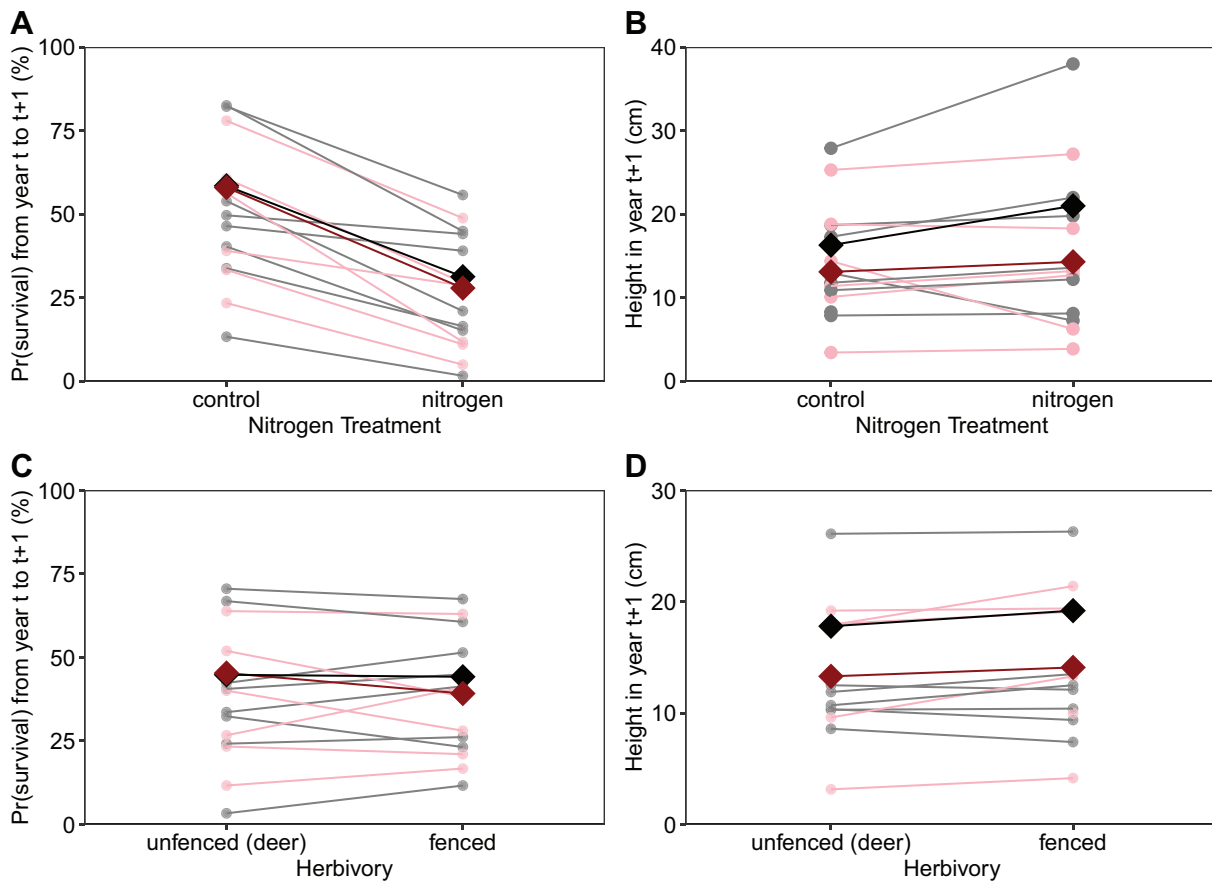 A
Pr(survival) from year t to t+1 (%)
100
75
50
25
0
control
nitrogen
Nitrogen Treatment
B
Height in year t+1 (cm)
40
30
20
10
0
control
nitrogen
Nitrogen Treatment
C
Pr(survival) from year t to t+1 (%)
100
75
50
25
0
unfenced (deer)
fenced
Herbivory
D
Height in year t+1 (cm)
30
20
10
0
unfenced (deer)
fenced
Herbivory